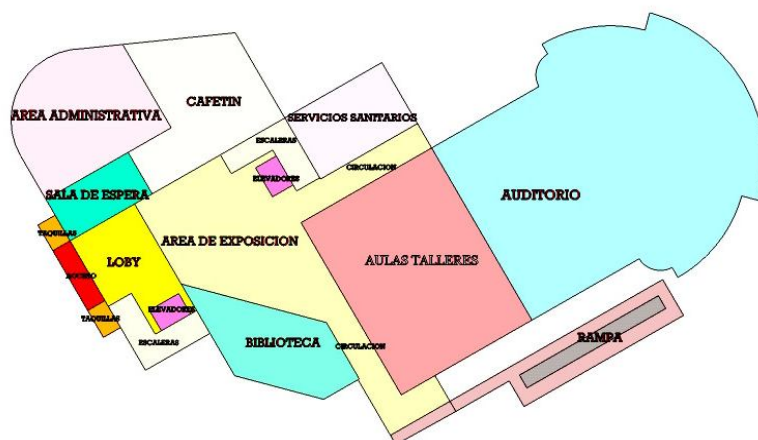 CAFETIN
AREA ADMINISTRATIVA
SERVICIOS SANITARIOS
ESCALERAS
CIRCULACION
ELEVADORES
SALA DE ESPERA
AUDITORIO
TAQUILLAS
AREA DE EXPOSICION
LOBY
AULAS TALLERES
ELEVADORES
TAQUILLAS
ESCALERAS
BIBLIOTECA
CIRCULACION
RAMPA